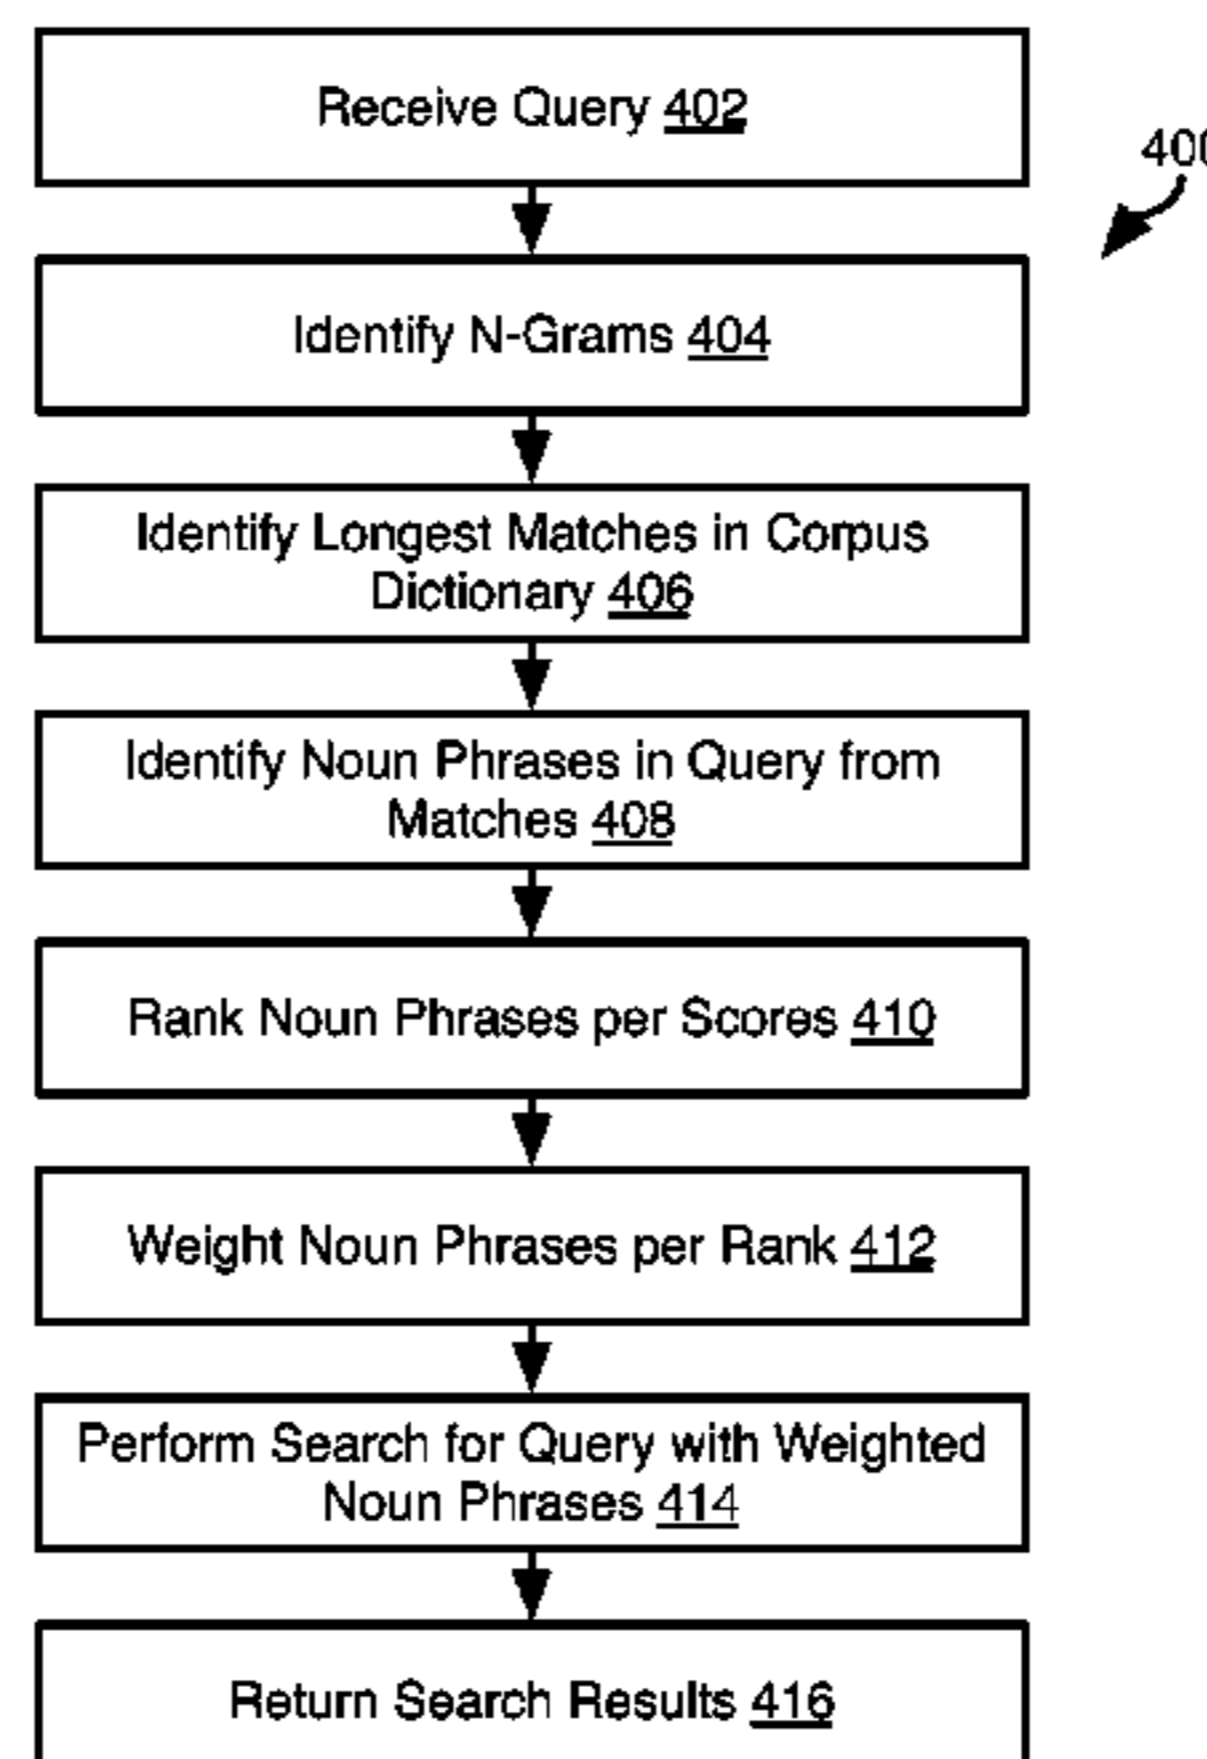 Receive Query 402
400
Identify N-Grams 404
Identify Longest Matches in Corpus
Dictionary 406
Identify Noun Phrases in Query from
Matches 408
Rank Noun Phrases per Scores 410
Weight Noun Phrases per Rank 412
Perform Search for Query with Weighted
Noun Phrases 414
Return Search Results 416